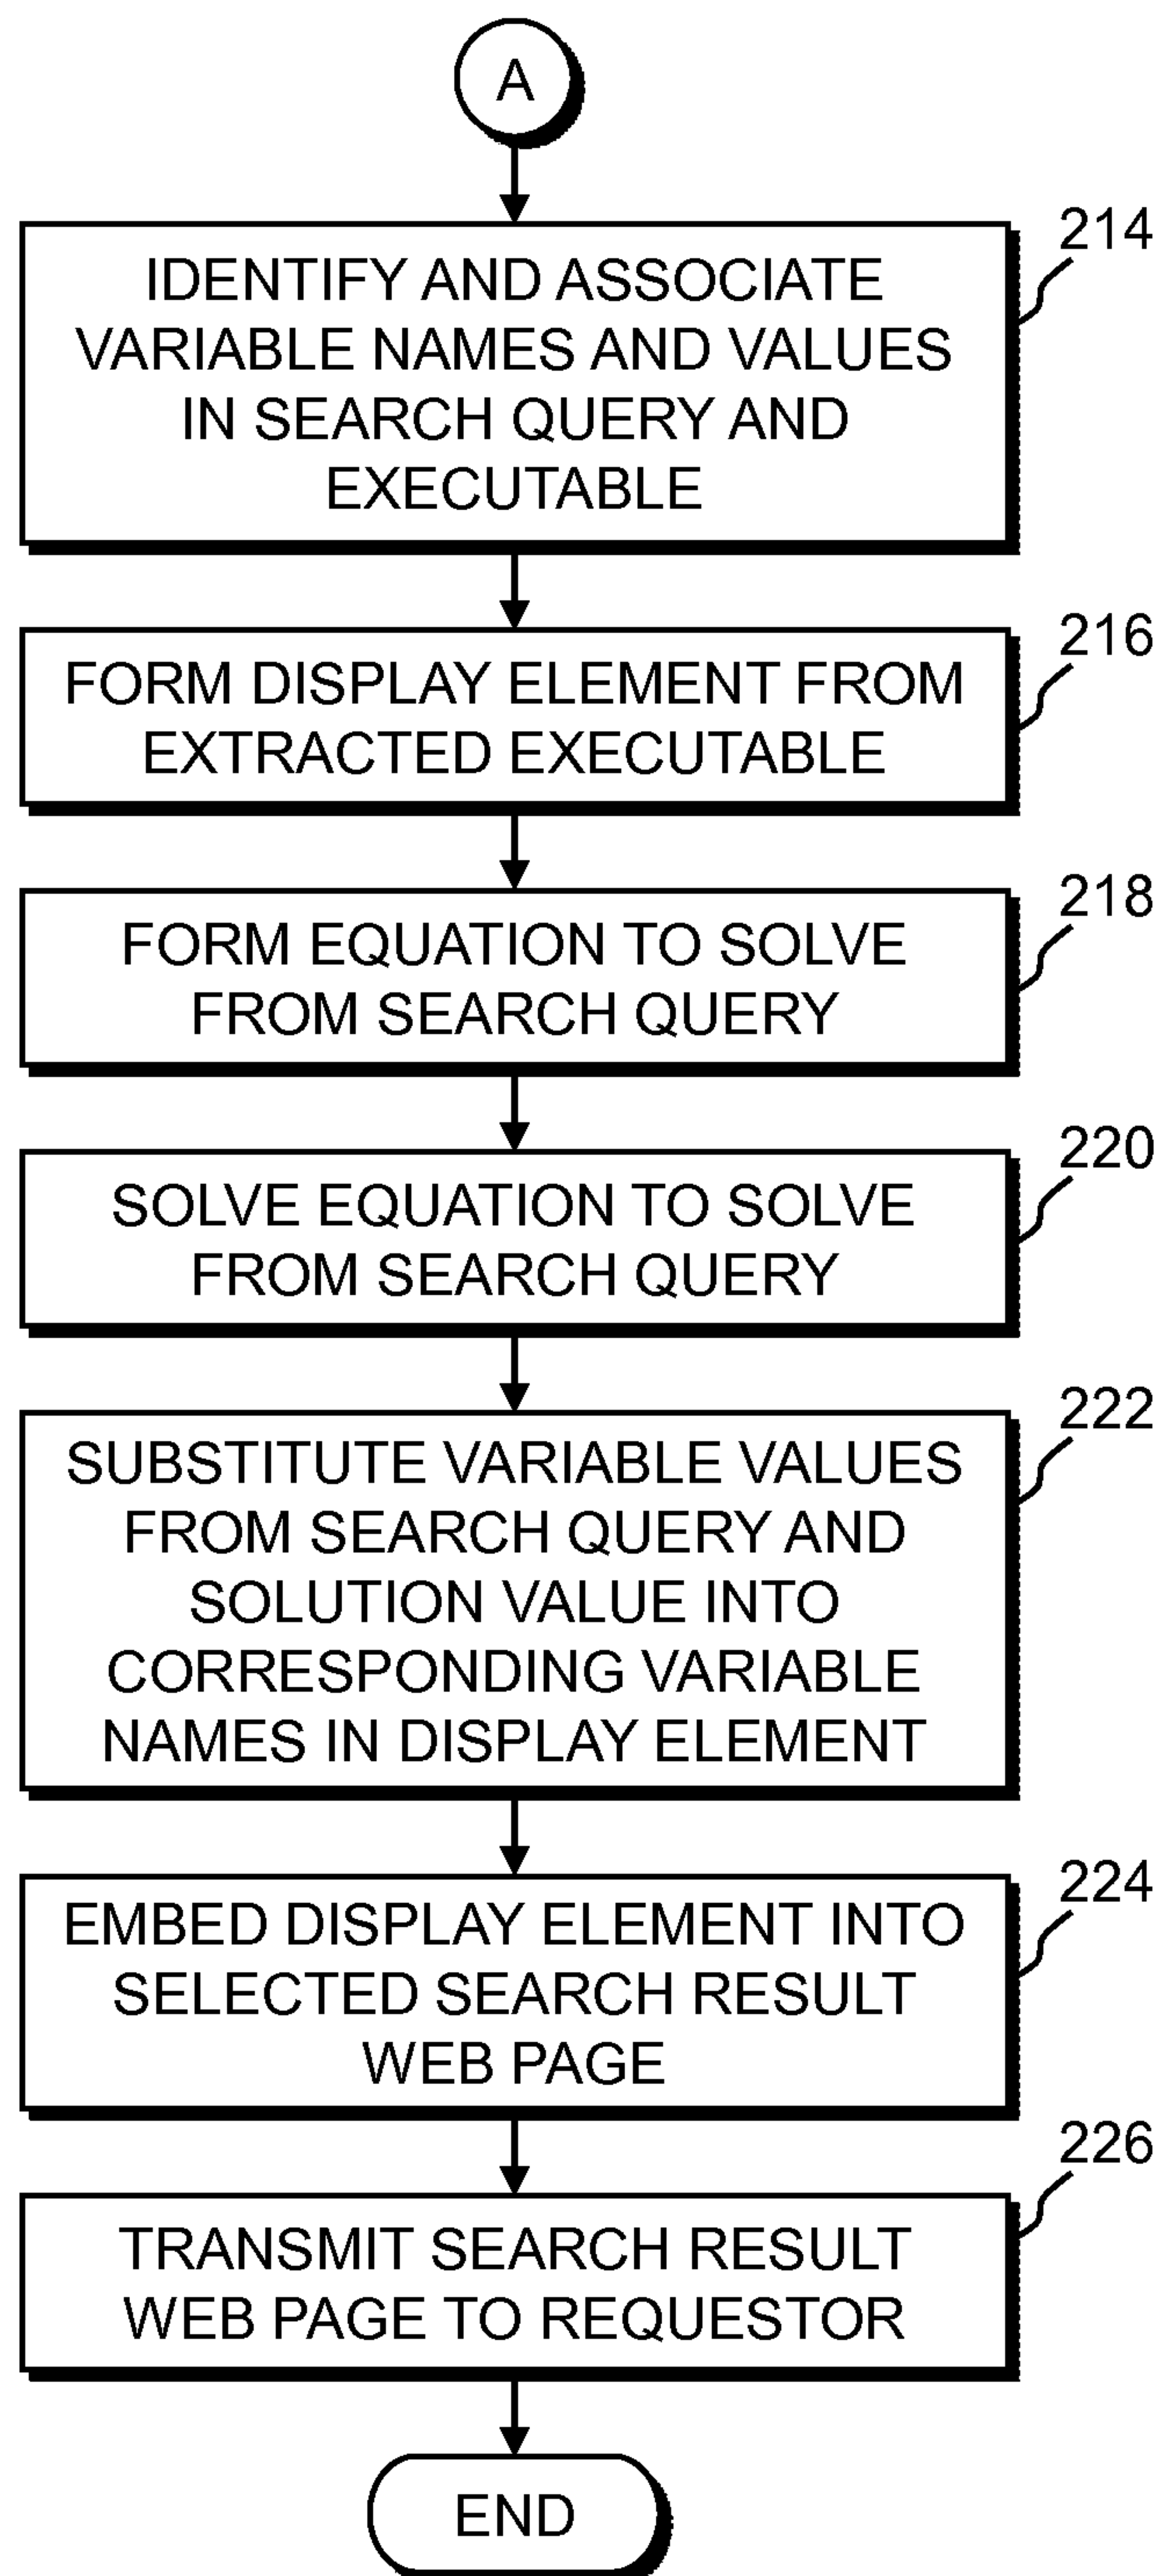 A
214
IDENTIFY AND ASSOCIATE
VARIABLE NAMES AND VALUES
IN SEARCH QUERY AND
EXECUTABLE
216
FORM DISPLAY ELEMENT FROM
EXTRACTED EXECUTABLE
218
FORM EQUATION TO SOLVE
FROM SEARCH QUERY
220
SOLVE EQUATION TO SOLVE
FROM SEARCH QUERY
222
SUBSTITUTE VARIABLE VALUES
FROM SEARCH QUERY AND
SOLUTION VALUE INTO
CORRESPONDING VARIABLE
NAMES IN DISPLAY ELEMENT
224
EMBED DISPLAY ELEMENT INTO
SELECTED SEARCH RESULT
WEB PAGE
226
TRANSMIT SEARCH RESULT
WEB PAGE TO REQUESTOR
END